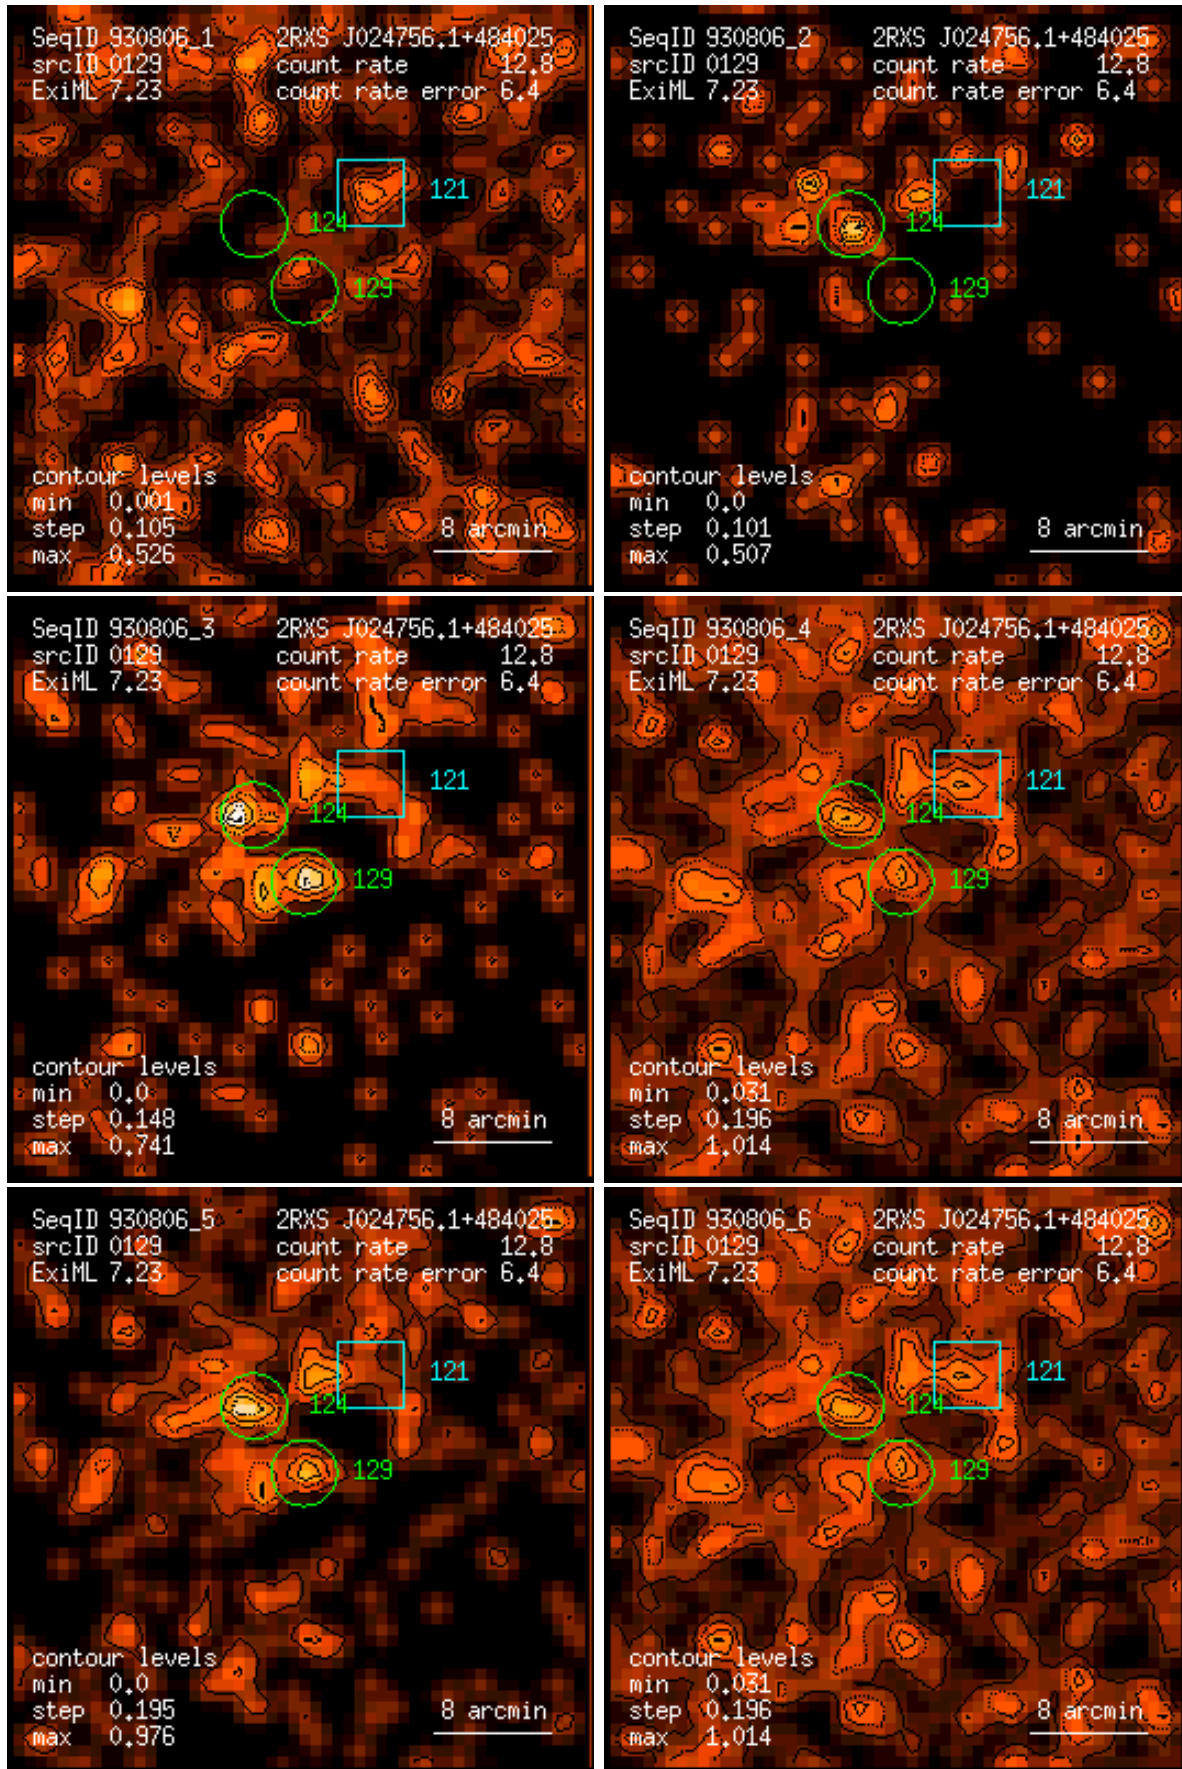 SeqID 930806_1 2RXS J024756.1+484025
srcID 0129 count rate 12.8
ExiML 7.23 count rate error 6.4
121
124
129
contour levels
min 0.001
step 0.105 8 arcmin
max 0.526
SeqID 930806_2 2RXS J024756.1+484025
srcID 0129 count rate 12.8
ExiML 7.23 count rate error 6.4
121
124
129
contour levels
min 0.0
step 0.101 8 arcmin
max 0.507
SeqID 930806_3 2RXS J024756.1+484025
srcID 0129 count rate 12.8
ExiML 7.23 count rate error 6.4
121
124
129
contour levels
min 0.0
step 0.148 8 arcmin
max 0.741
SeqID 930806_4 2RXS J024756.1+484025
srcID 0129 count rate 12.8
ExiML 7.23 count rate error 6.4
121
124
129
contour levels
min 0.031
step 0.196 8 arcmin
max 1.014
SeqID 930806_5 2RXS J024756.1+484025
srcID 0129 count rate 12.8
ExiML 7.23 count rate error 6.4
121
124
129
contour levels
min 0.0
step 0.195 8 arcmin
max 0.976
SeqID 930806_6 2RXS J024756.1+484025
srcID 0129 count rate 12.8
ExiML 7.23 count rate error 6.4
121
124
129
contour levels
min 0.031
step 0.196 8 arcmin
max 1.014